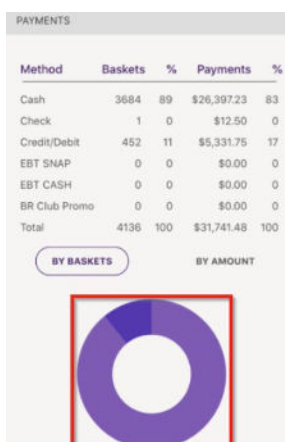 PAYMENTS
Method Baskets % Payments %
Cash 3684 89 $26,397.23 83
Check 1 0 $12.50 0
Credit/Debit 452 11 $5,331.75 17
EBT SNAP 0 0 $0.00 0
EBT CASH 0 0 $0.00 0
BR Club Promo 0 0 $0.00 0
Total 4136 100 $31,741.48 100
BY BASKETS BY AMOUNT